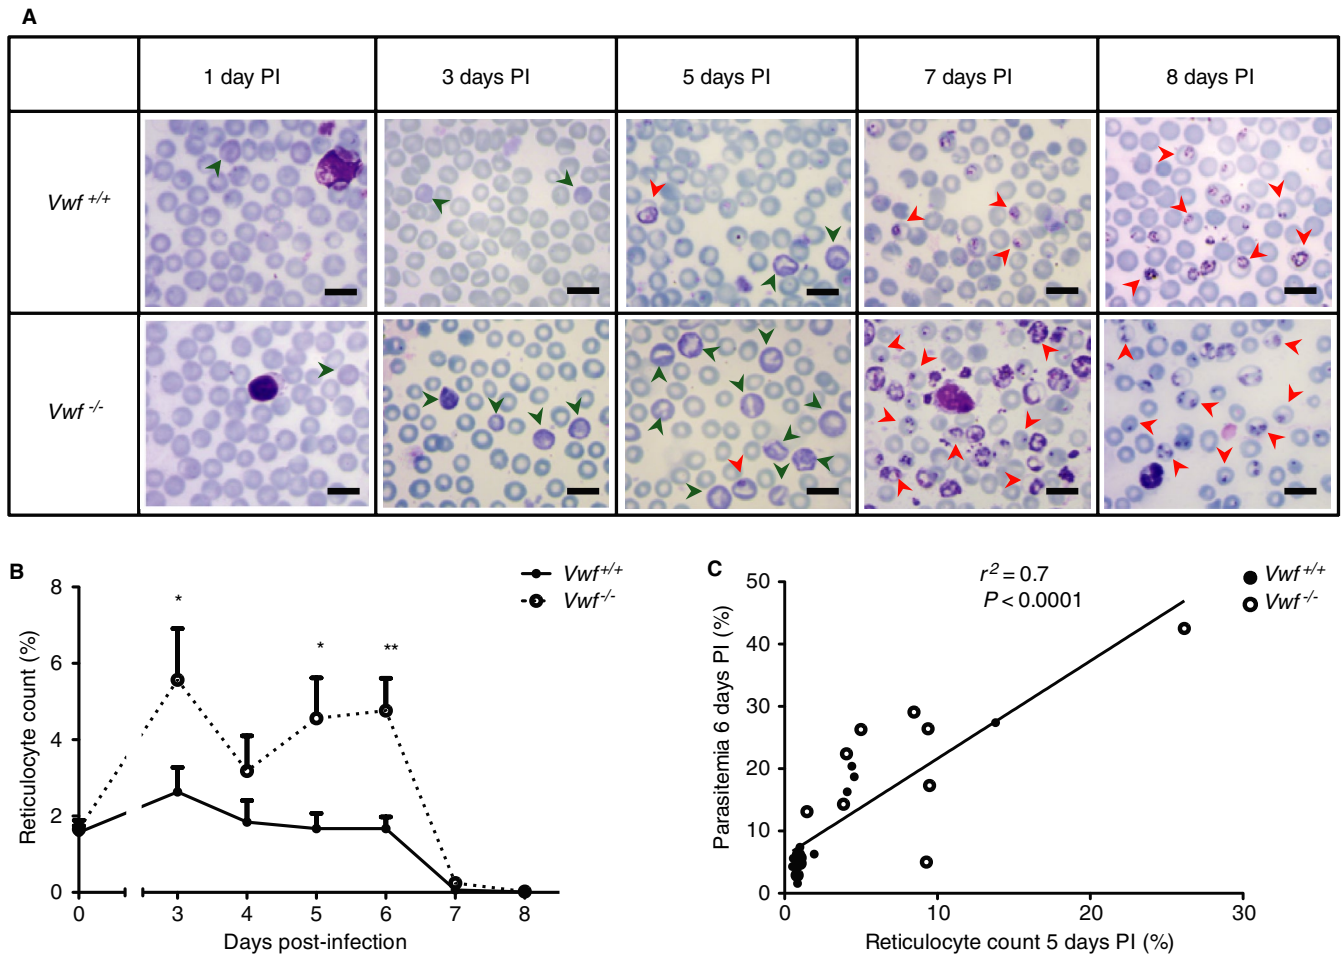 A
1 day PI
3 days PI
5 days PI
7 days PI
8 days PI
Vwf +/+
Vwf -/-
B
Reticulocyte count (%)
8
6
4
2
0
*
*
**
Vwf+/+
Vwf-/-
0 3 4 5 6 7 8
Days post-infection
C
Parasitemia 6 days PI (%)
50
40
30
20
10
0
r2 = 0.7
P < 0.0001
Vwf+/+
Vwf-/-
0 10 20 30
Reticulocyte count 5 days PI (%)